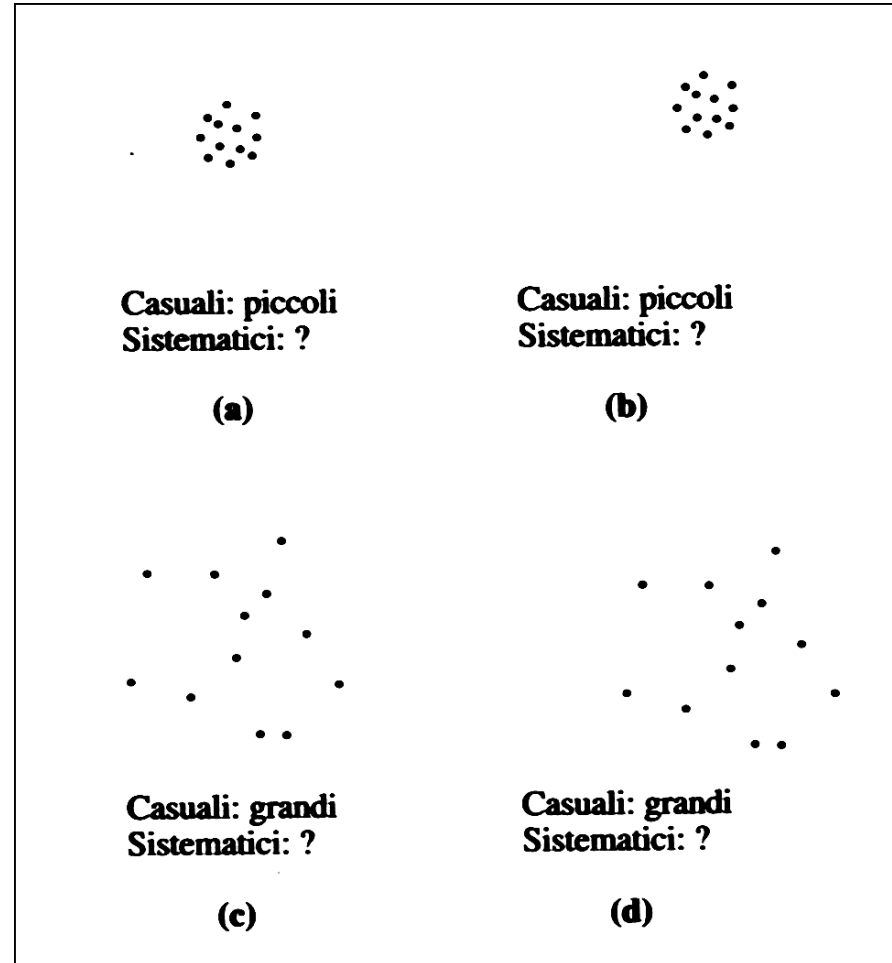 Casuali: piccoli
Sistematici: ?
(a)
Casuali: piccoli
Sistematici: ?
(b)
Casuali: grandi
Sistematici: ?
(c)
Casuali: grandi
Sistematici: ?
(d)